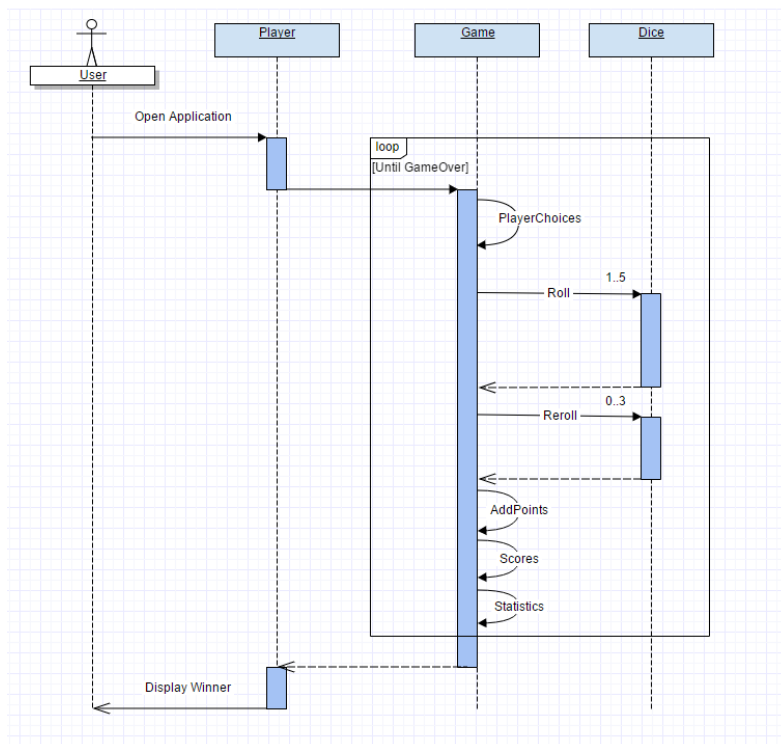 Player
Game
Dice
User
Open Application
loop
[Until GameOver]
PlayerChoices
1..5
Roll
0..3
Reroll
AddPoints
Scores
Statistics
Display Winner